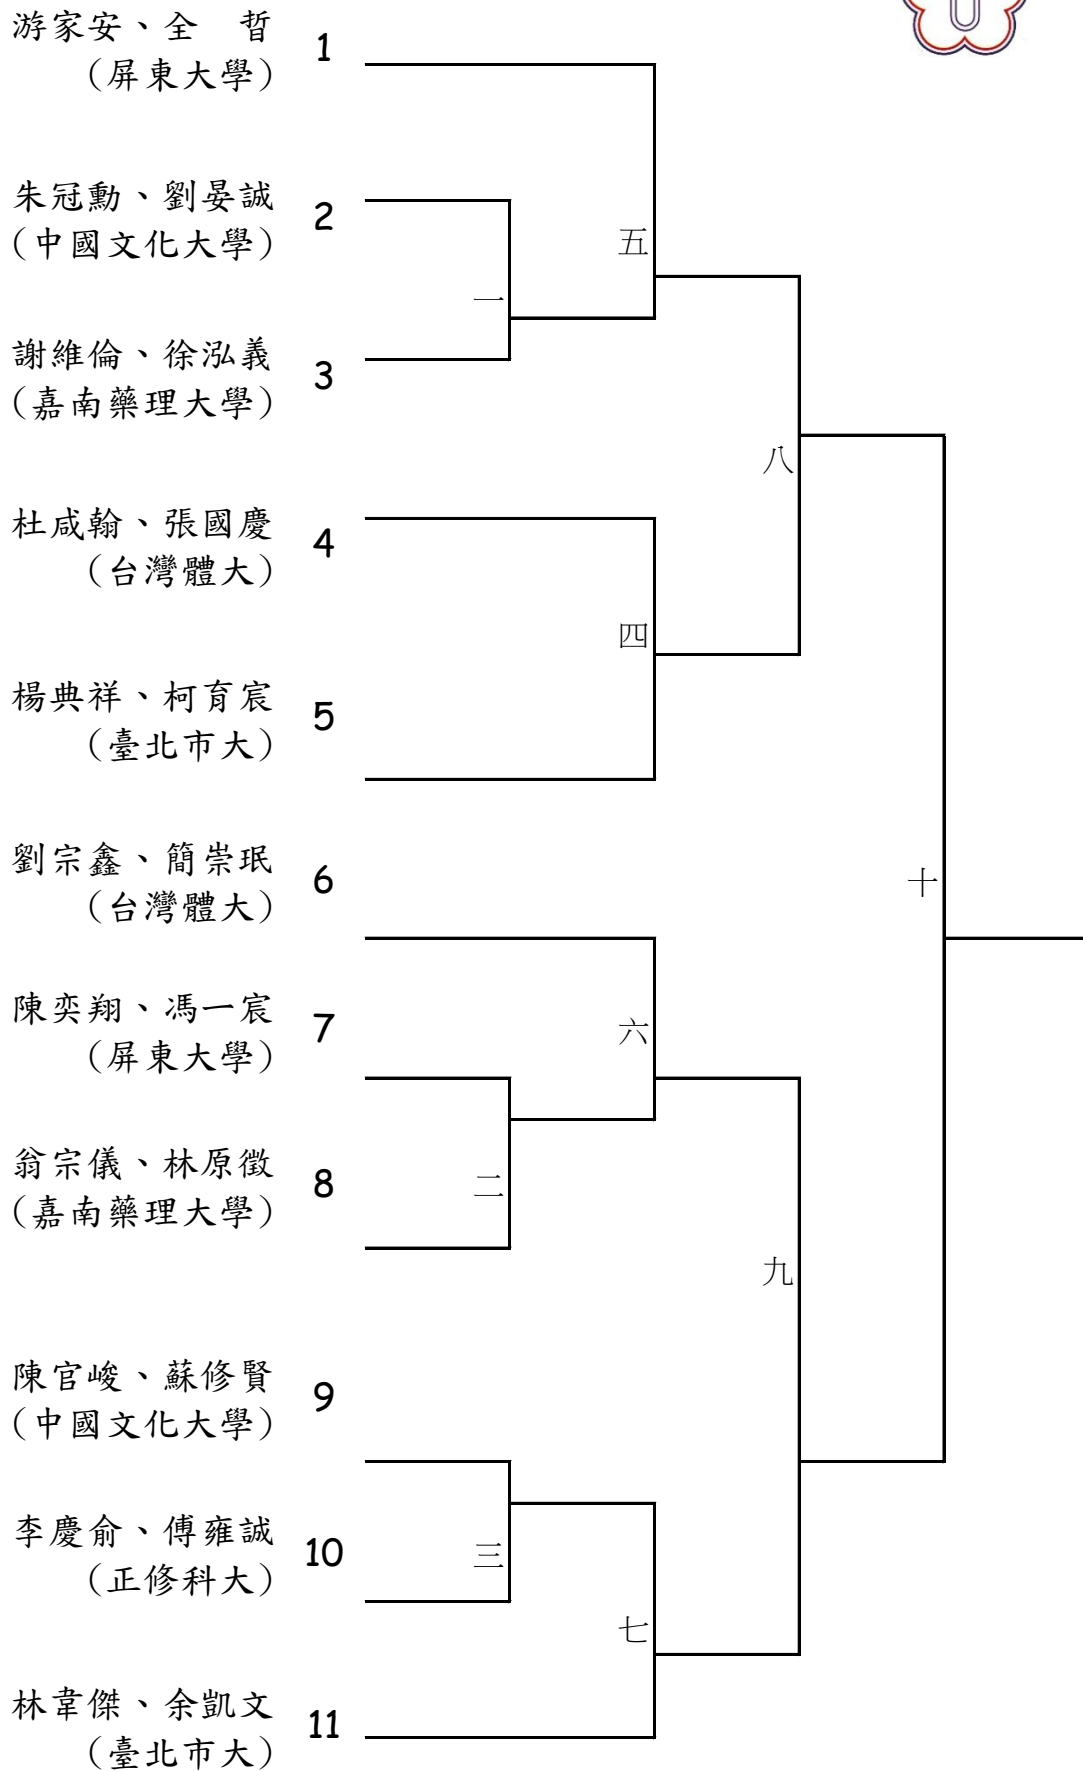 游家安、全　哲
（屏東大學）
1
朱冠勳、劉晏誠
（中國文化大學）
2
五
一
謝維倫、徐泓義
（嘉南藥理大學）
3
八
杜咸翰、張國慶
（台灣體大）
4
四
楊典祥、柯育宸
（臺北市大）
5
劉宗鑫、簡崇珉
（台灣體大）
6
十
陳奕翔、馮一宸
（屏東大學）
7
六
翁宗儀、林原徵
（嘉南藥理大學）
8
二
九
陳官峻、蘇修賢
（中國文化大學）
9
李慶俞、傅雍誠
（正修科大）
10
三
七
林韋傑、余凱文
（臺北市大）
11